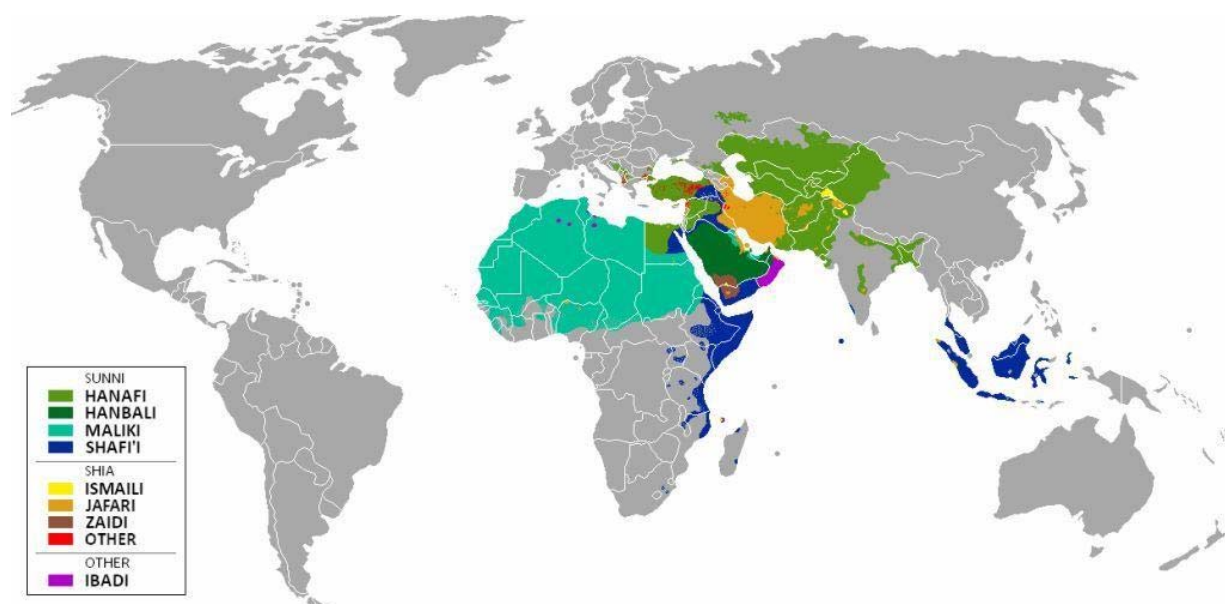 SUNNI
HANAFI
HANBALI
MALIKI
SHAFI'I
SHIA
ISMAILI
JAFARI
ZAIDI
OTHER
OTHER
IBADI